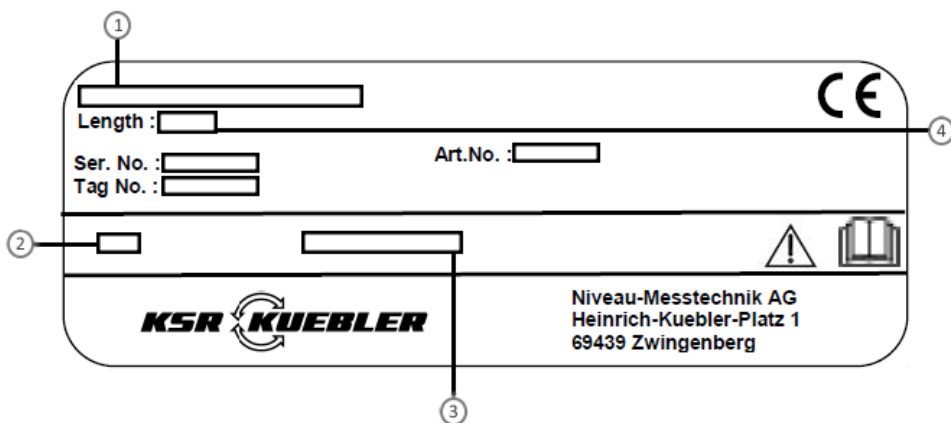 1
CE
Length :
4
Ser. No. : Art.No. :
Tag No. :
2
KSR KUEBLER
Niveau-Messtechnik AG
Heinrich-Kuebler-Platz 1
69439 Zwingenberg
3